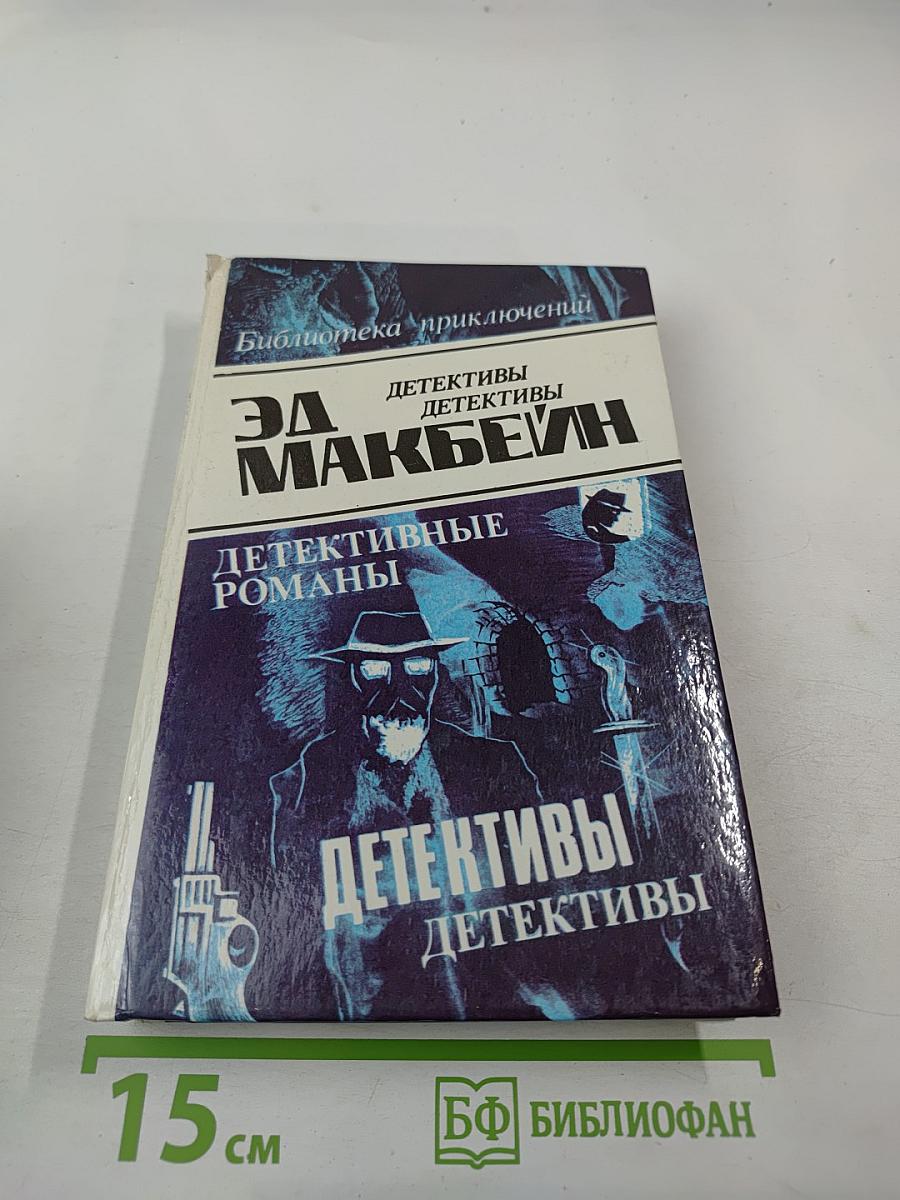 Библиотека приключений
ДЕТЕКТИВЫ
ДЕТЕКТИВЫ
ЭД
МАКБЕЙН
ДЕТЕКТИВНЫЕ
РОМАНЫ
ДЕТЕКТИВЫ
ДЕТЕКТИВЫ
15 см
БФ БИБЛИОФАН